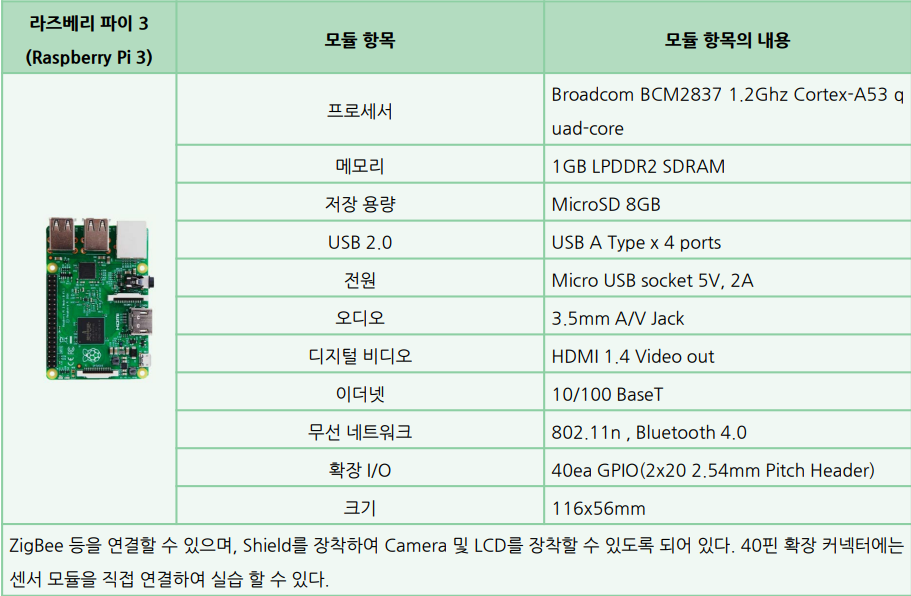 라즈베리 파이 3
(Raspberry Pi 3)
모듈 항목
모듈 항목의 내용
프로세서
Broadcom BCM2837 1.2Ghz Cortex-A53 q
uad-core
메모리
1GB LPDDR2 SDRAM
저장 용량
MicroSD 8GB
USB 2.0
USB A Type x 4 ports
전원
Micro USB socket 5V, 2A
오디오
3.5mm A/V Jack
디지털 비디오
HDMI 1.4 Video out
이더넷
10/100 BaseT
무선 네트워크
802.11n , Bluetooth 4.0
확장 I/O
40ea GPIO(2x20 2.54mm Pitch Header)
크기
116x56mm
ZigBee 등을 연결할 수 있으며, Shield를 장착하여 Camera 및 LCD를 장착할 수 있도록 되어 있다. 40핀 확장 커넥터에는
센서 모듈을 직접 연결하여 실습 할 수 있다.